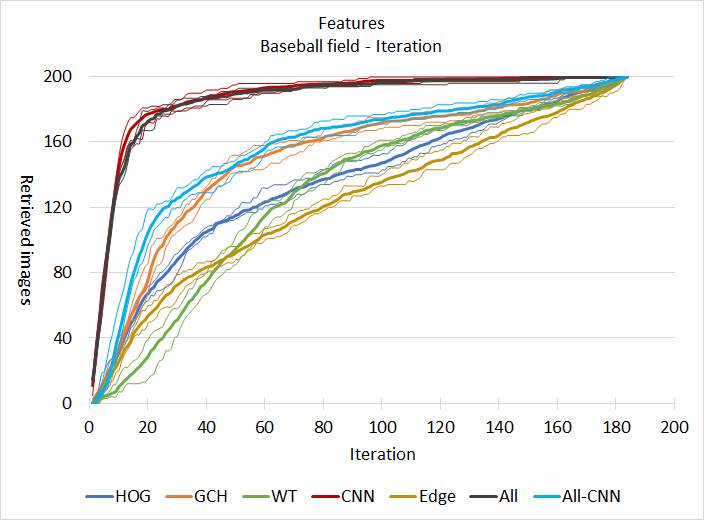 Features
Baseball field - Iteration
200
160
120
80
40
0
Retrieved images
0 20 40 60 80 100 120 140 160 180 200
Iteration
HOG GCH WT CNN Edge All All-CNN